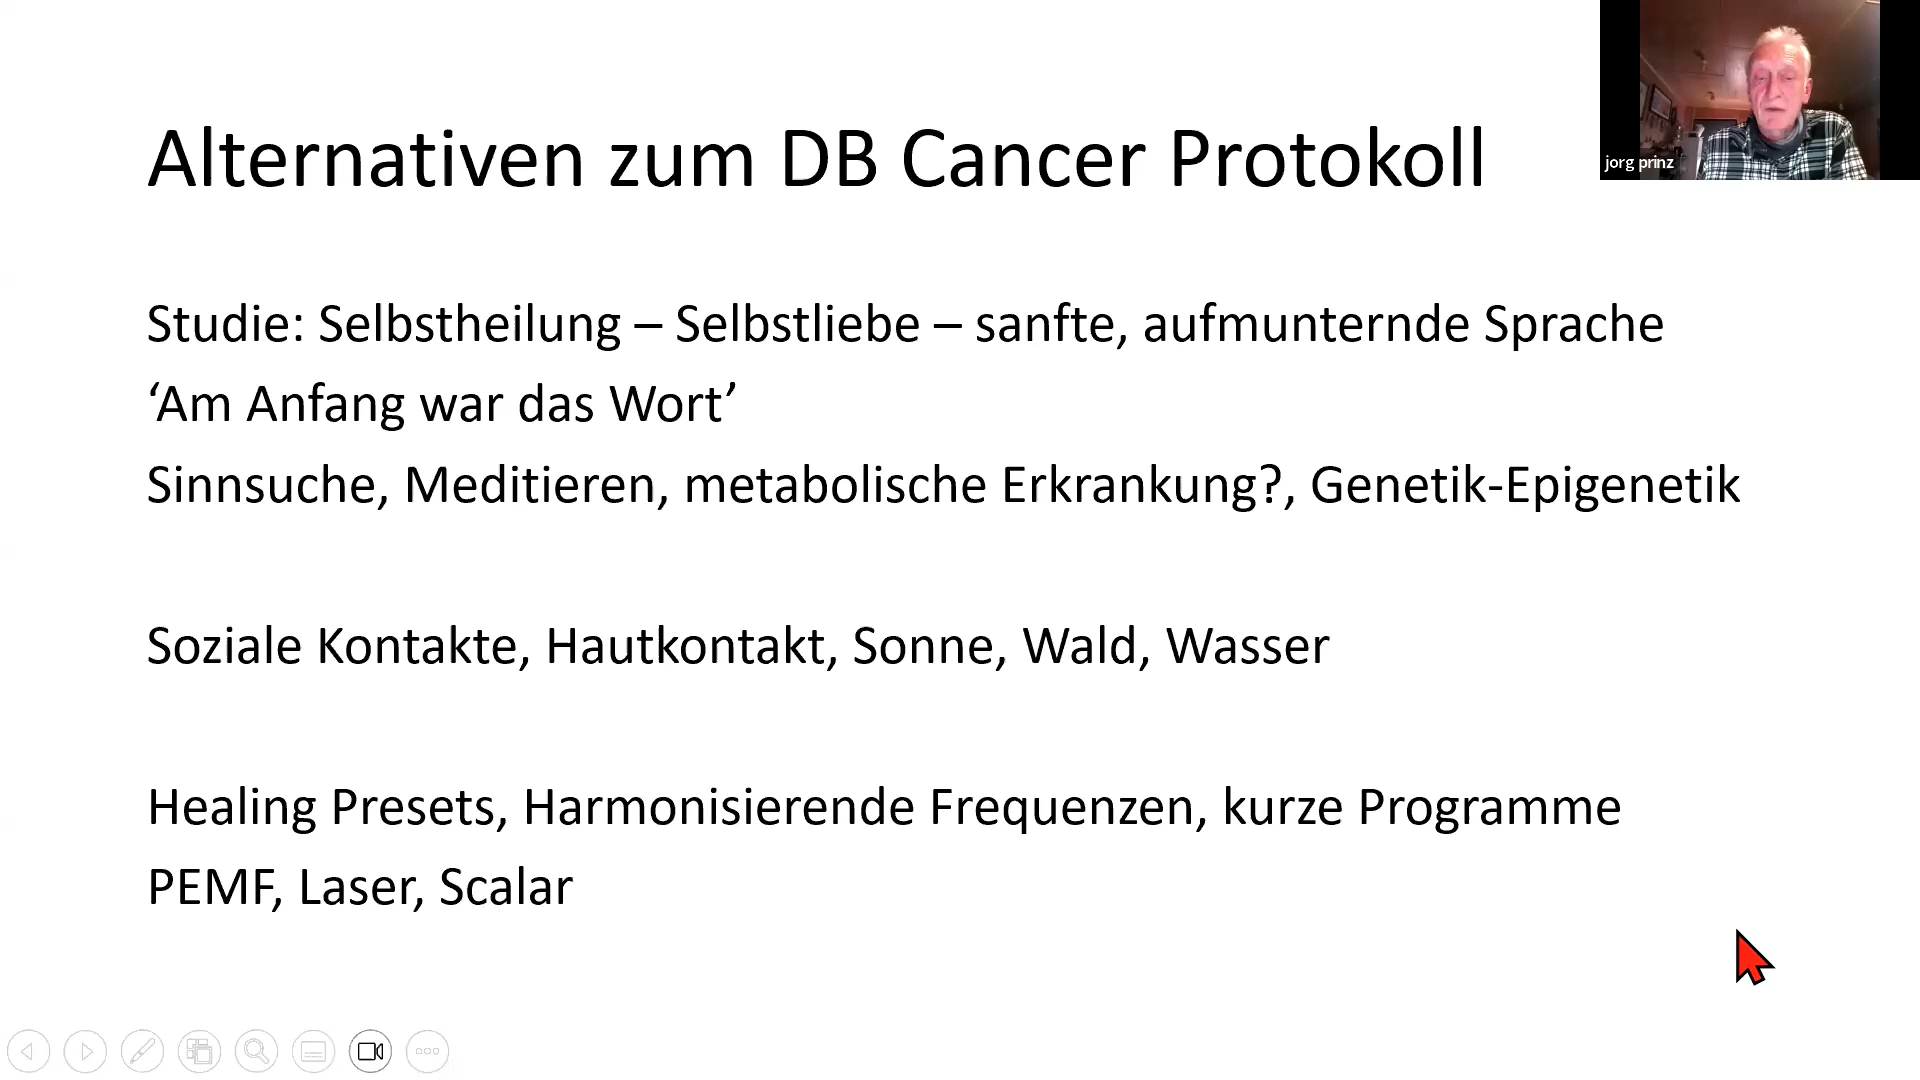 Alternativen zum DB Cancer Protokoll
jorg prinz
Studie: Selbstheilung – Selbstliebe – sanfte, aufmunternde Sprache
‘Am Anfang war das Wort’
Sinnsuche, Meditieren, metabolische Erkrankung?, Genetik-Epigenetik
Soziale Kontakte, Hautkontakt, Sonne, Wald, Wasser
Healing Presets, Harmonisierende Frequenzen, kurze Programme
PEMF, Laser, Scalar